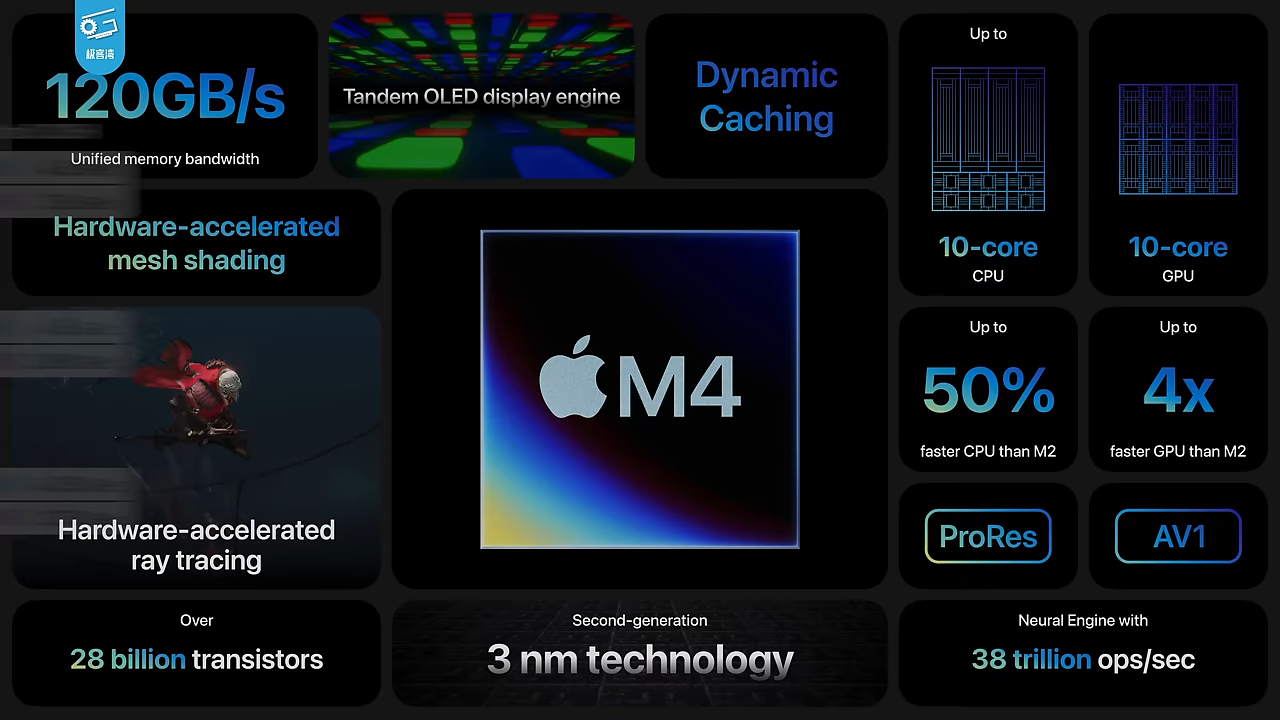 极客湾
120GB/s
Unified memory bandwidth
Tandem OLED display engine
Dynamic
Caching
Up to
10-core
CPU
10-core
GPU
Hardware-accelerated
mesh shading
M4
Up to
50%
faster CPU than M2
Up to
4x
faster GPU than M2
Hardware-accelerated
ray tracing
ProRes
AV1
Over
28 billion transistors
Second-generation
3 nm technology
Neural Engine with
38 trillion ops/sec